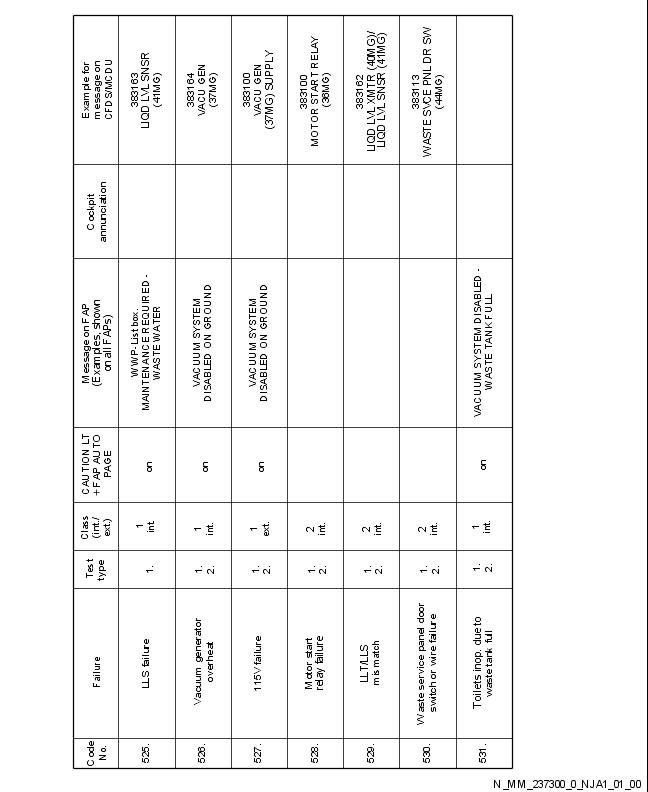 Code
No.
Failure
Test
type
Class
(int./
ext.)
CAUTION LT
+ FAP AUTO
PAGE
Message on FAP
(Examples, shown
on all FAPs)
Cockpit
annunciation
Example for
message on
CFDS/MCDU
525.
LLS failure
1.
1
int.
on
WWP- List box.
MAINTENANCE REQUIRED -
WASTE WATER
383163
LIQD LVL SNSR
(41MG)
526.
Vacuum generator
overheat
1.
2.
1
int.
on
VACUUM SYSTEM
DISABLED ON GROUND
383164
VACU GEN
(37MG)
527.
115V failure
1.
2.
1
ext.
on
VACUUM SYSTEM
DISABLED ON GROUND
383100
VACU GEN
(37MG) SUPPLY
528.
Motor start
relay failure
1.
2.
2
int.
383100
MOTOR START RELAY
(36MG)
529.
LLT/LLS
mismatch
1.
2.
2
int.
383162
LIQD LVL XMTR (40MG)/
LIQD LVL SNSR (41MG)
530.
Waste service panel door
switch or wire failure
1.
2.
2
int.
383113
WASTE SVCE PNL DR SW
(44MG)
531.
Toilets inop. due to
waste tank full
1.
2.
1
int.
on
VACUUM SYSTEM DISABLED -
WASTE TANK FULL
N_MM_237300_0_NJA1_01_00